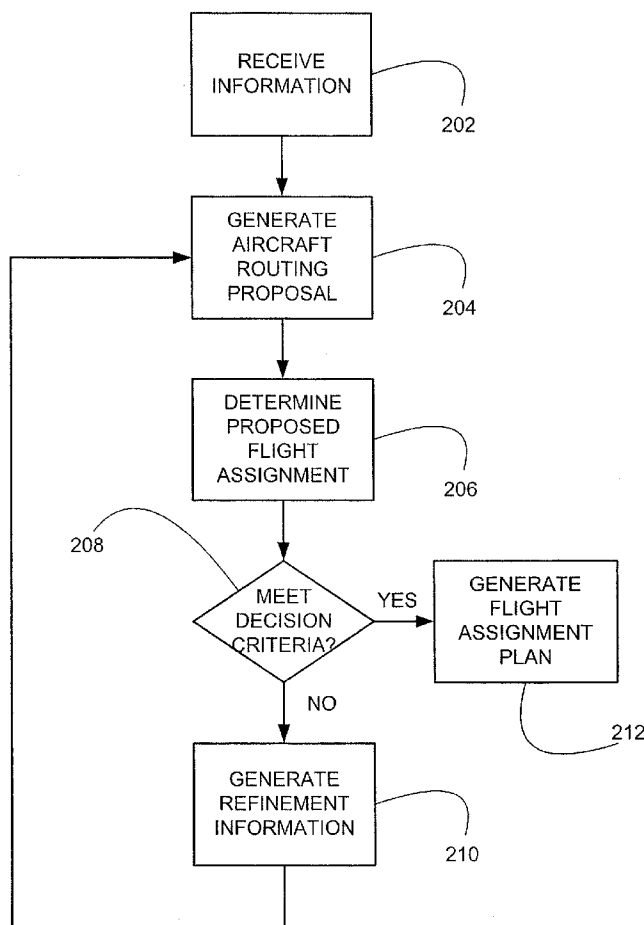 RECEIVE
INFORMATION
202
GENERATE
AIRCRAFT
ROUTING
PROPOSAL
204
DETERMINE
PROPOSED
FLIGHT
ASSIGNMENT
206
208
MEET
DECISION
CRITERIA?
YES
GENERATE
FLIGHT
ASSIGNMENT
PLAN
212
NO
GENERATE
REFINEMENT
INFORMATION
210